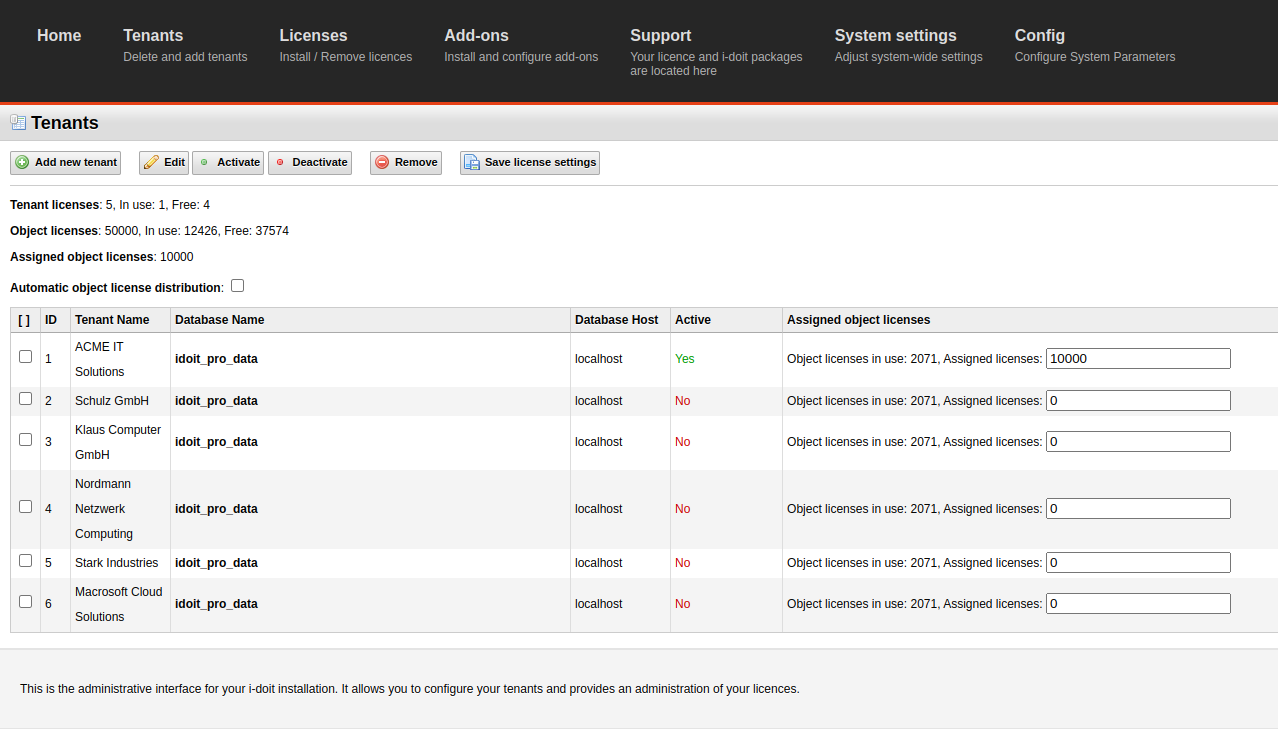 Home Tenants Licenses Add-ons Support System settings Config
Delete and add tenants Install / Remove licences Install and configure add-ons Your licence and i-doit packages Adjust system-wide settings Configure System Parameters
are located here
Tenants
Add new tenant Edit Activate Deactivate Remove Save license settings
Tenant licenses: 5, In use: 1, Free: 4
Object licenses: 50000, In use: 12426, Free: 37574
Assigned object licenses: 10000
Automatic object license distribution:
[ ] ID Tenant Name Database Name Database Host Active Assigned object licenses
1 ACME IT Solutions idoit_pro_data localhost Yes Object licenses in use: 2071, Assigned licenses: 10000
2 Schulz GmbH idoit_pro_data localhost No Object licenses in use: 2071, Assigned licenses: 0
3 Klaus Computer GmbH idoit_pro_data localhost No Object licenses in use: 2071, Assigned licenses: 0
4 Nordmann Netzwerk Computing idoit_pro_data localhost No Object licenses in use: 2071, Assigned licenses: 0
5 Stark Industries idoit_pro_data localhost No Object licenses in use: 2071, Assigned licenses: 0
6 Macrosoft Cloud Solutions idoit_pro_data localhost No Object licenses in use: 2071, Assigned licenses: 0
This is the administrative interface for your i-doit installation. It allows you to configure your tenants and provides an administration of your licences.